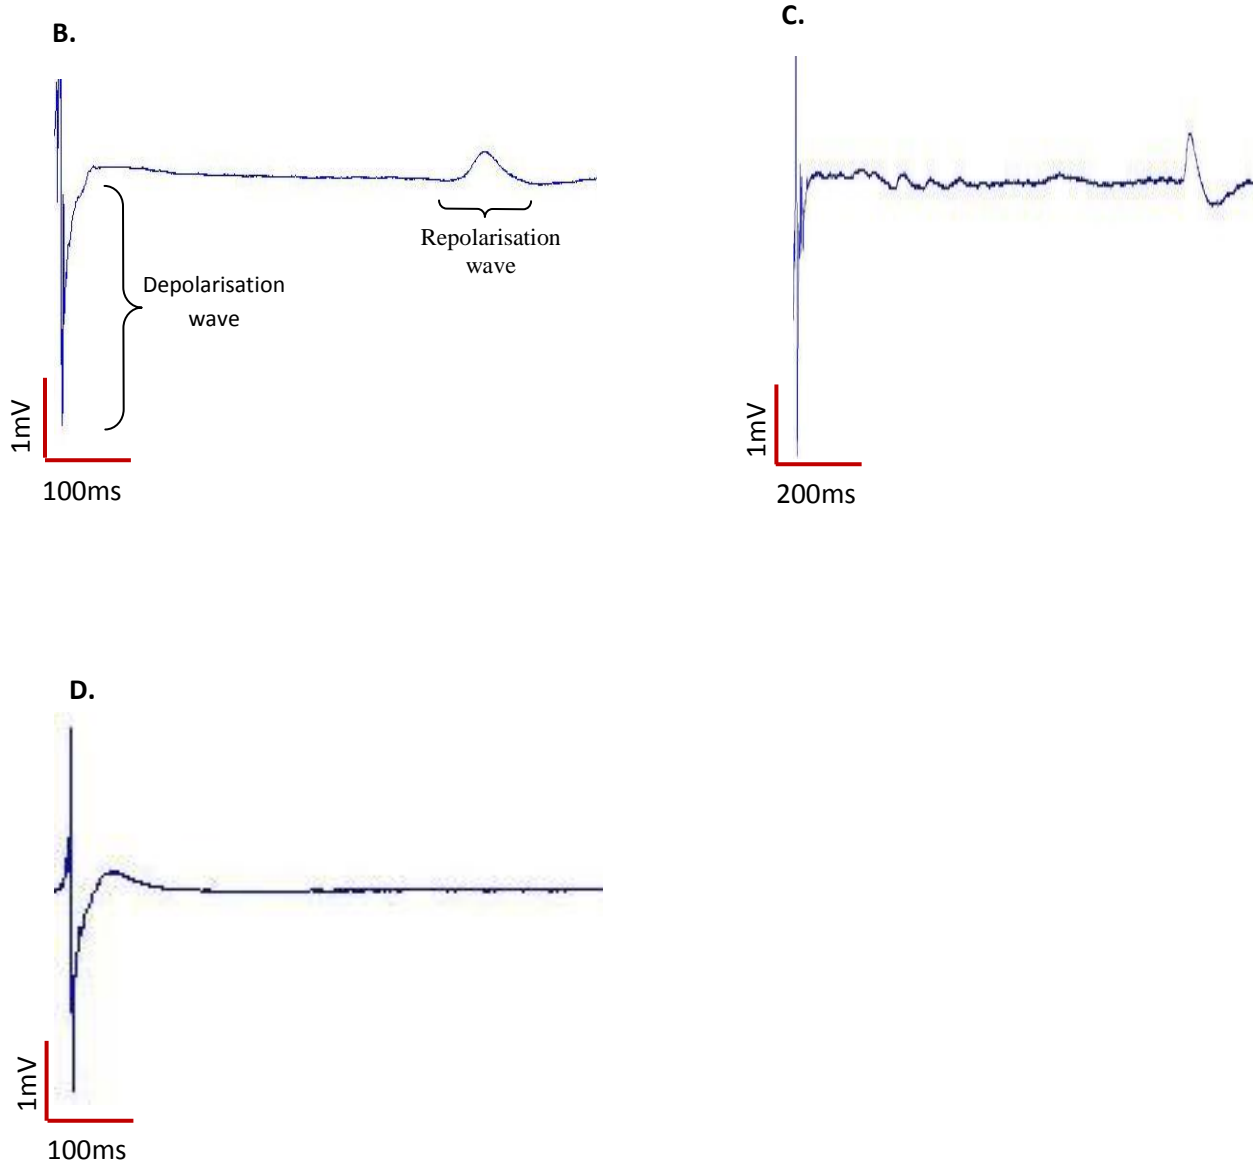 B.
C.
Repolarisation
wave
Depolarisation
wave
1mV
100ms
1mV
200ms
D.
1mV
100ms